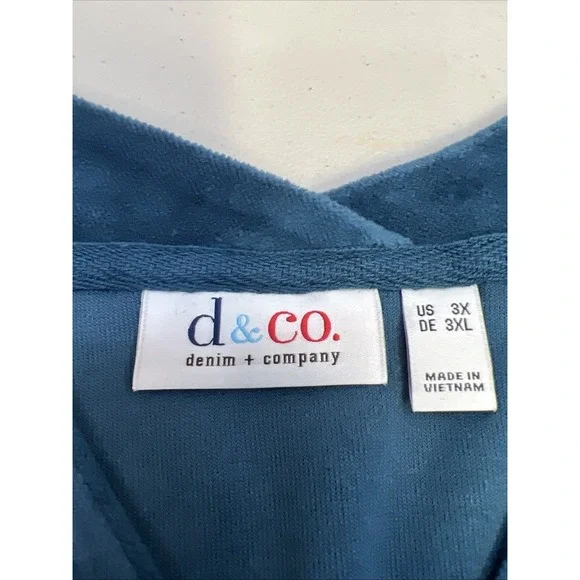 d & co.
denim + company
US 3X
DE 3XL
MADE IN
VIETNAM